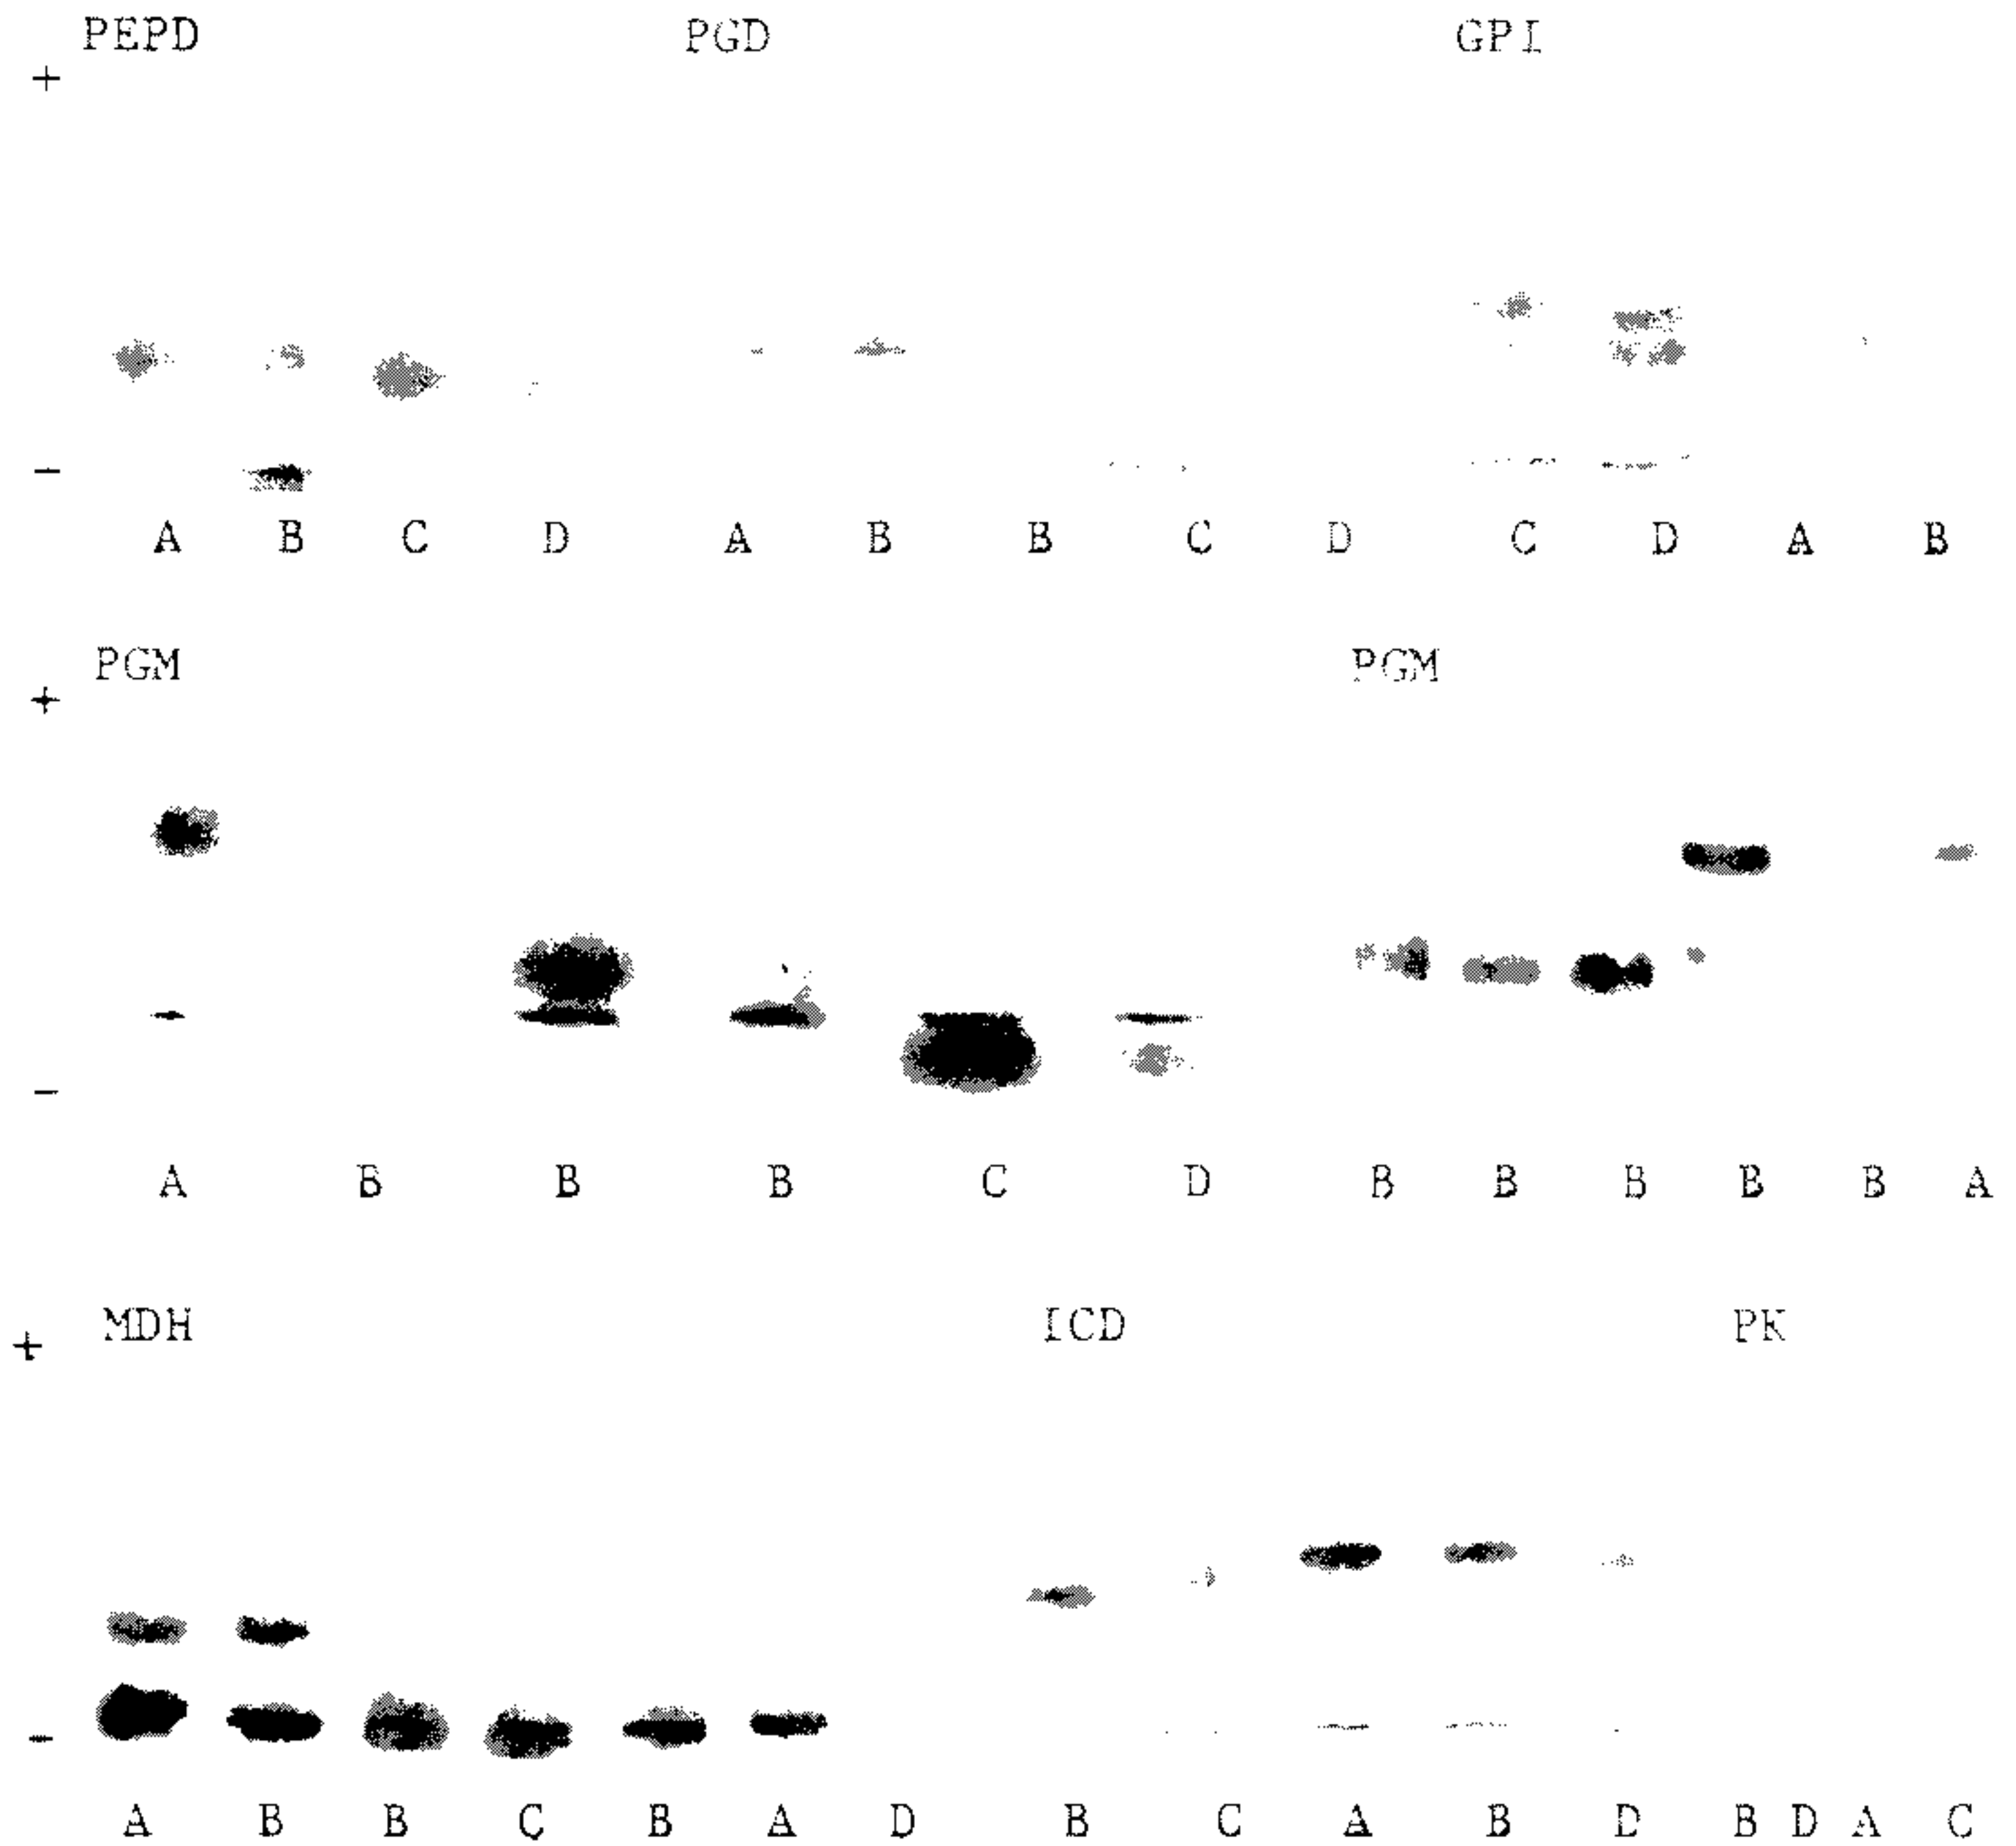 PEPD PGD GPI
+
−
A B C D A B B C D C D A B
PGM PGM
+
−
A B B B C D B B B B B A
MDH ICD PK
+
−
A B B C B A D B C A B D B D A C